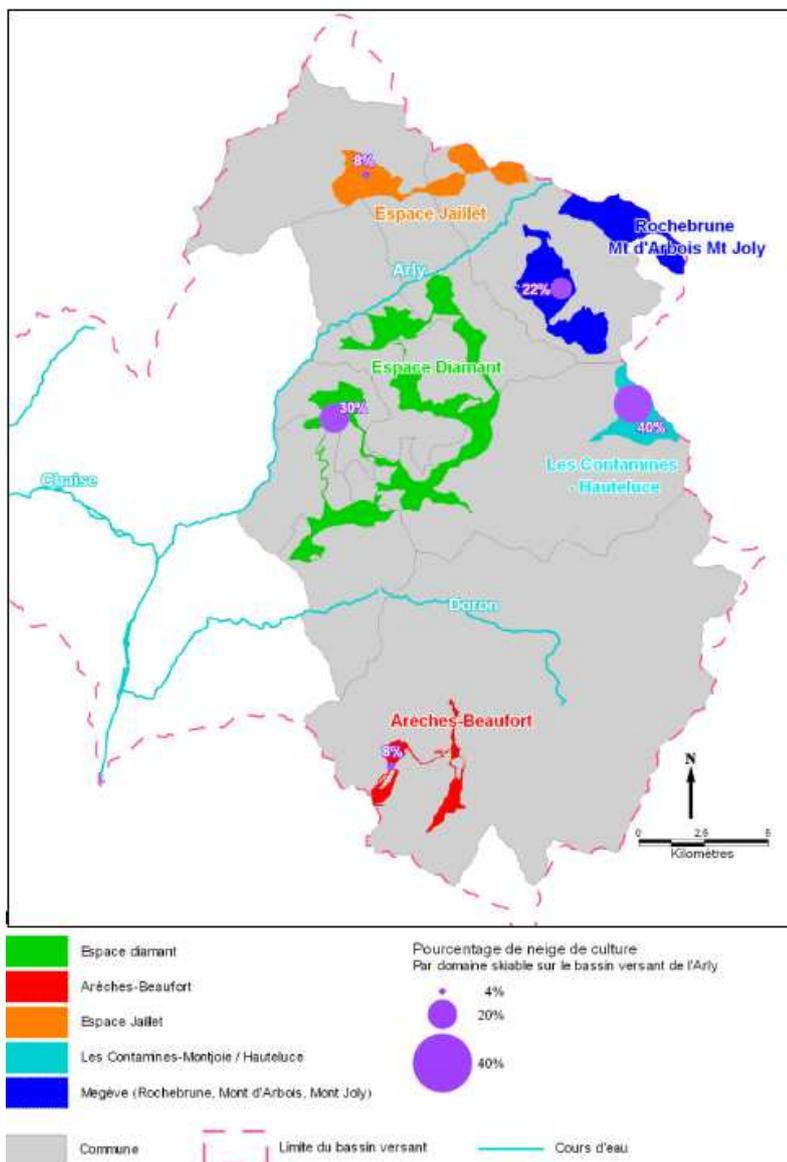 8%
Espace Jaillet
Rochebrune
Mt d'Arbois Mt Joly
Arly
22%
Espace Diamant
30%
40%
Les Contamines
- Hauteluce
Chaise
Doron
Arèches-Beaufort
8%
N
0 2,5 5
Kilomètres
Espace diamant
Arèches-Beaufort
Espace Jaillet
Les Contamines-Montjoie / Hauteluce
Megève (Rochebrune, Mont d'Arbois, Mont Joly)
Pourcentage de neige de culture
Par domaine skiable sur le bassin versant de l'Arly
4%
20%
40%
Commune
Limite du bassin versant
Cours d'eau